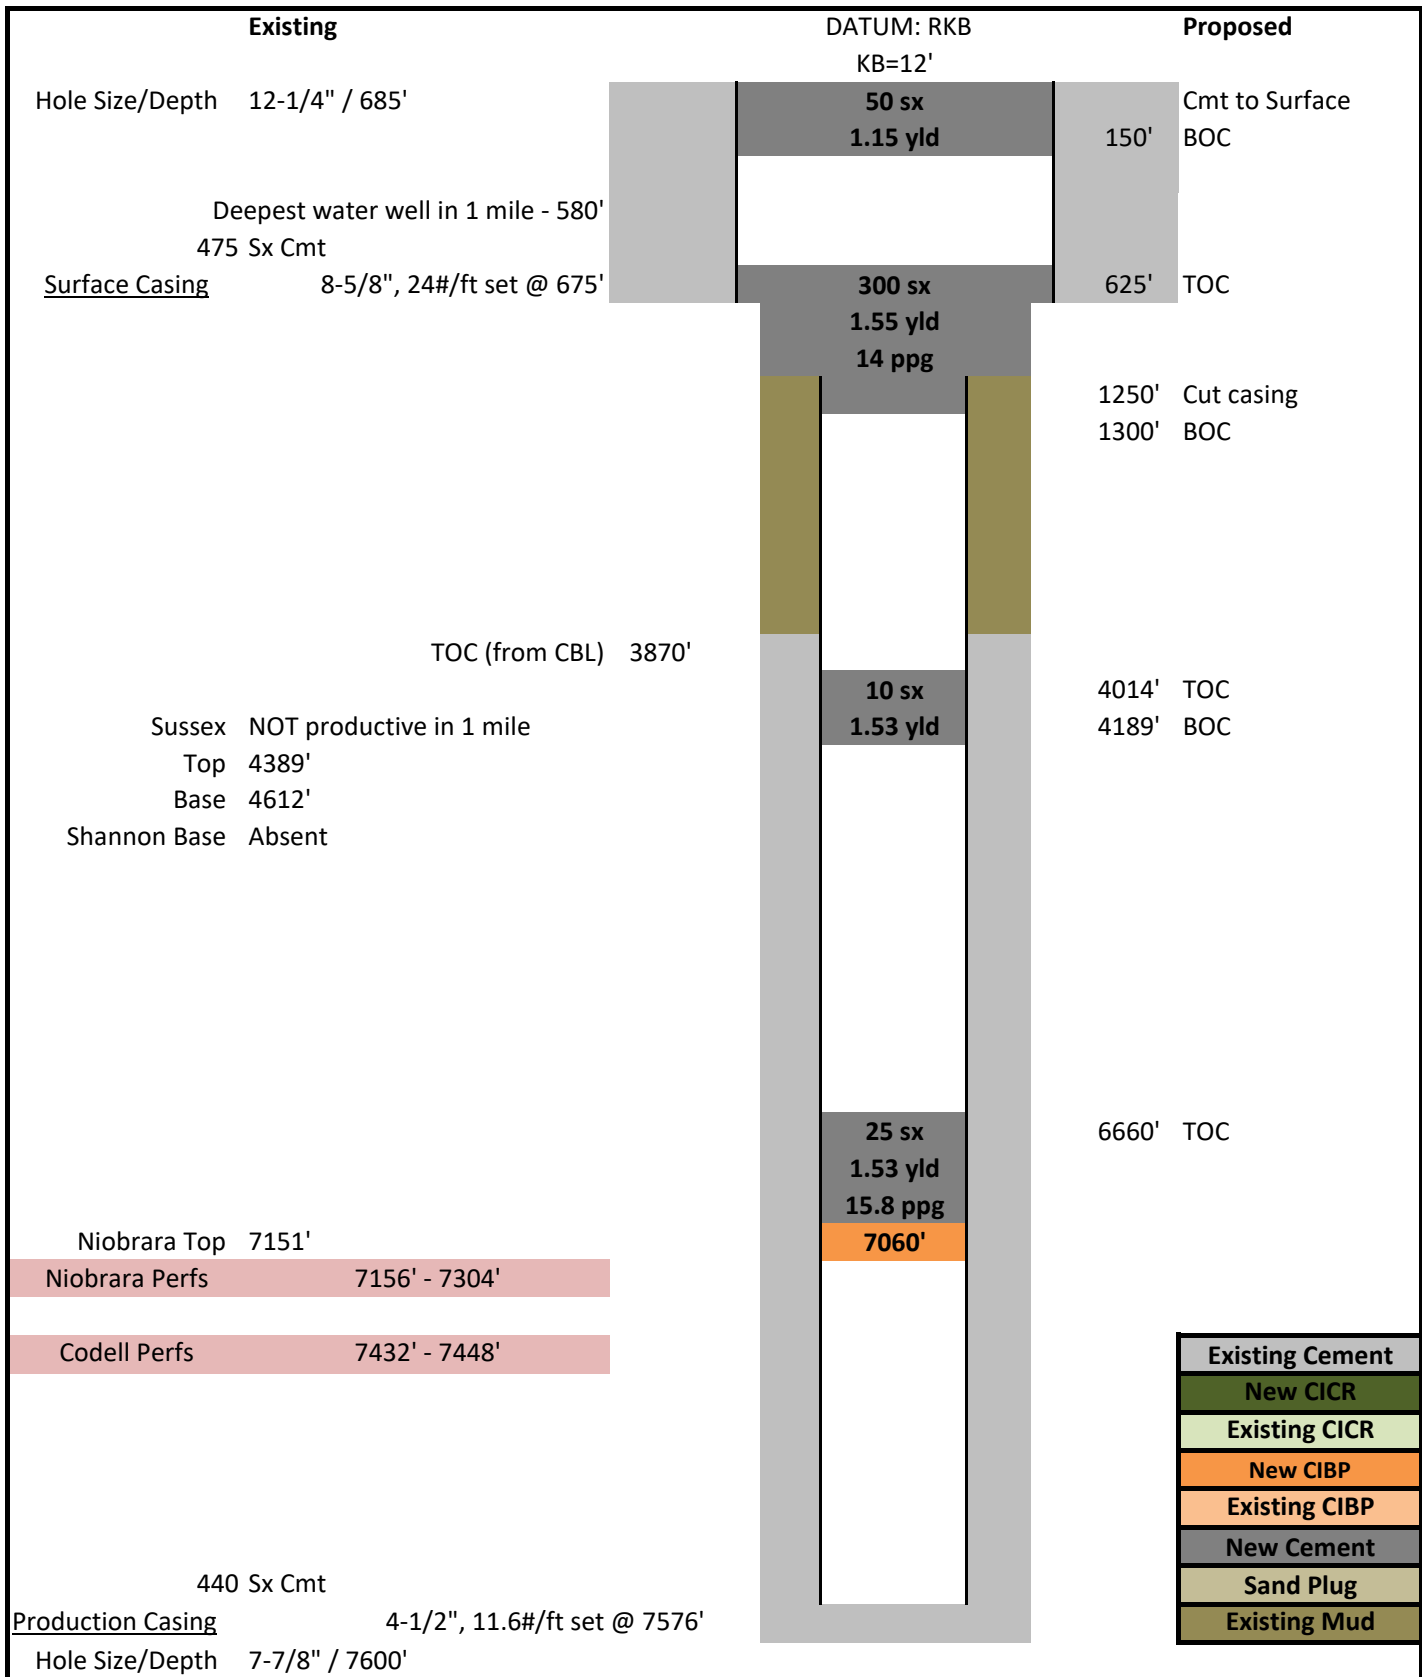 Existing DATUM: RKB Proposed
KB=12'
Hole Size/Depth 12-1/4" / 685' 50 sx Cmt to Surface
1.15 yld 150' BOC
Deepest water well in 1 mile - 580'
475 Sx Cmt
Surface Casing 8-5/8", 24#/ft set @ 675' 300 sx 625' TOC
1.55 yld
14 ppg
1250' Cut casing
1300' BOC
TOC (from CBL) 3870'
10 sx 4014' TOC
Sussex NOT productive in 1 mile 1.53 yld 4189' BOC
Top 4389'
Base 4612'
Shannon Base Absent
25 sx 6660' TOC
1.53 yld
15.8 ppg
Niobrara Top 7151' 7060'
Niobrara Perfs 7156' - 7304'
Codell Perfs 7432' - 7448' Existing Cement
New CICR
Existing CICR
New CIBP
Existing CIBP
New Cement
440 Sx Cmt Sand Plug
Production Casing 4-1/2", 11.6#/ft set @ 7576' Existing Mud
Hole Size/Depth 7-7/8" / 7600'